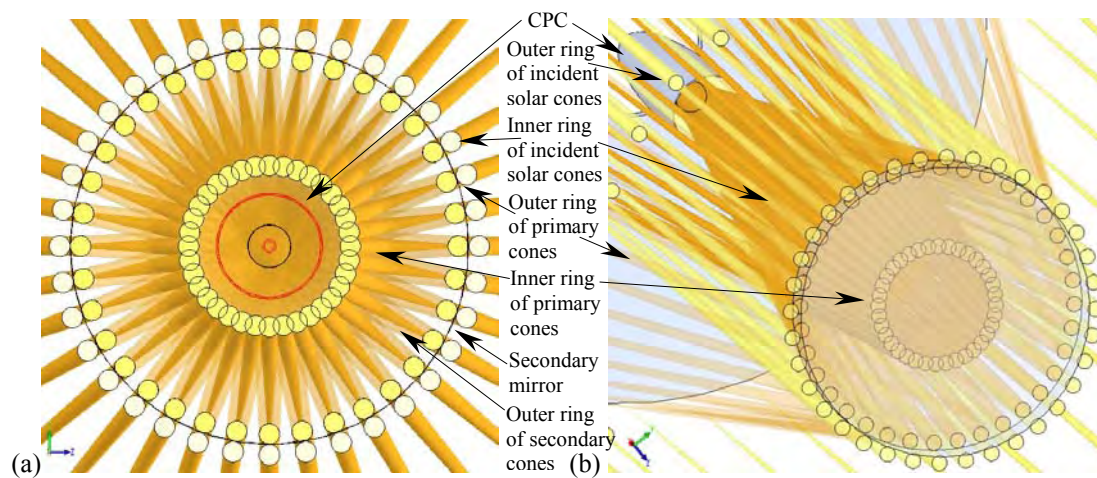 CPC
Outer ring
of incident
solar cones
Inner ring
of incident
solar cones
Outer ring
of primary
cones
Inner ring
of primary
cones
Secondary
mirror
Outer ring
of secondary
cones
(a)
(b)